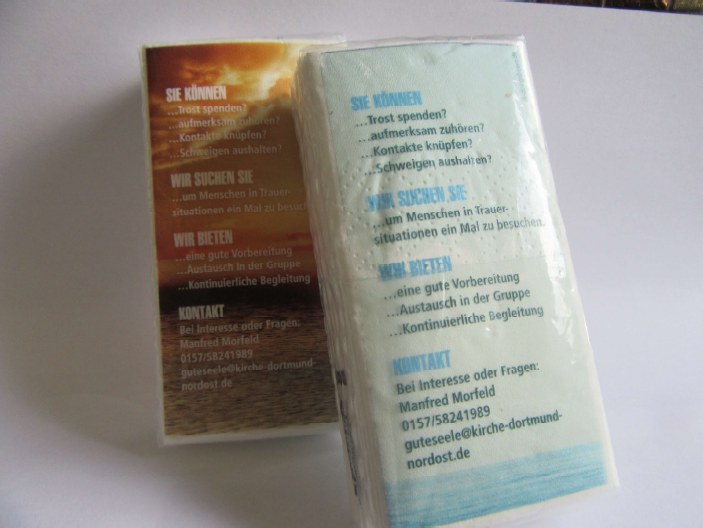 SIE KÖNNEN
...Trost spenden?
...aufmerksam zuhören?
...Kontakte knüpfen?
...Schweigen aushalten?
WIR SUCHEN SIE
...um Menschen in Trauer-
situationen ein Mal zu besuchen.
WIR BIETEN
...eine gute Vorbereitung
...Austausch in der Gruppe
...Kontinuierliche Begleitung
KONTAKT
Bei Interesse oder Fragen:
Manfred Morfeld
0157/58241989
guteseele@kirche-dortmund-
nordost.de
SIE KÖNNEN
...Trost spenden?
...aufmerksam zuhören?
...Kontakte knüpfen?
...Schweigen aushalten?
WIR SUCHEN SIE
...um Menschen in Trauer-
situationen ein Mal zu besuchen.
WIR BIETEN
...eine gute Vorbereitung
...Austausch in der Gruppe
...Kontinuierliche Begleitung
KONTAKT
Bei Interesse oder Fragen:
Manfred Morfeld
0157/58241989
guteseele@kirche-dortmund-
nordost.de